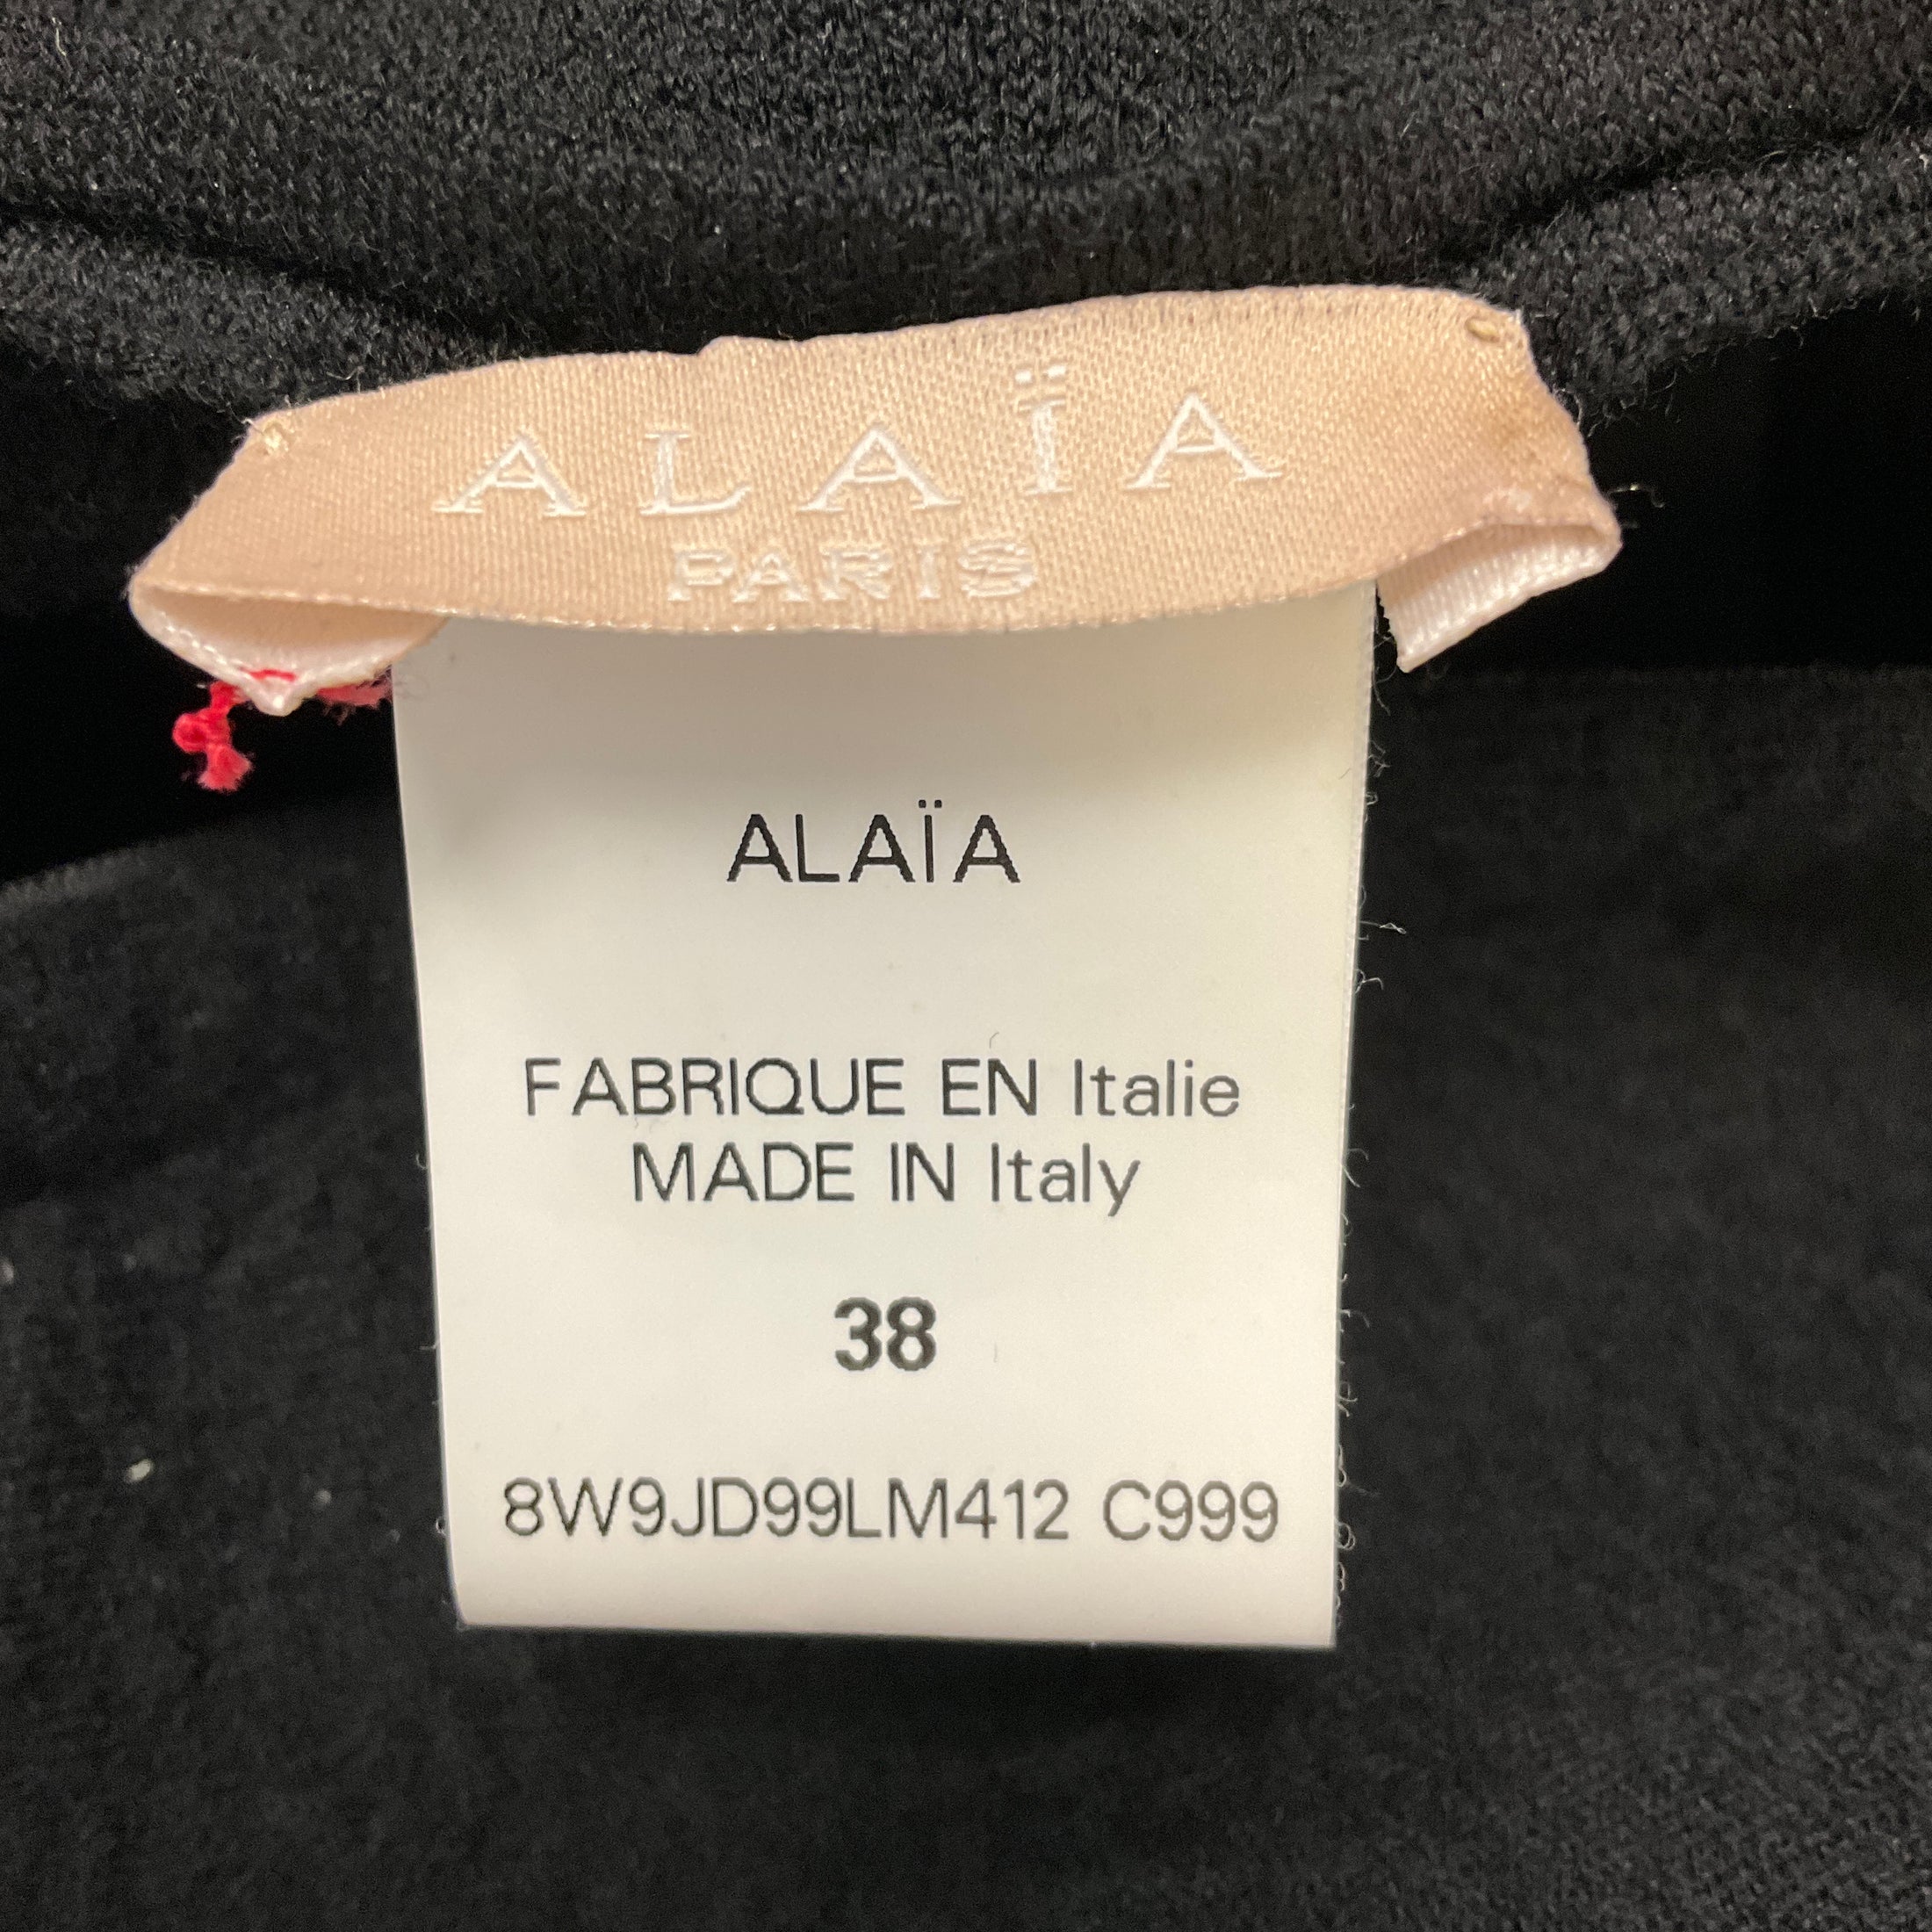 ALAÏA
PARIS
ALAÏA
FABRIQUE EN Italie
MADE IN Italy
38
8W9JD99LM412 C999